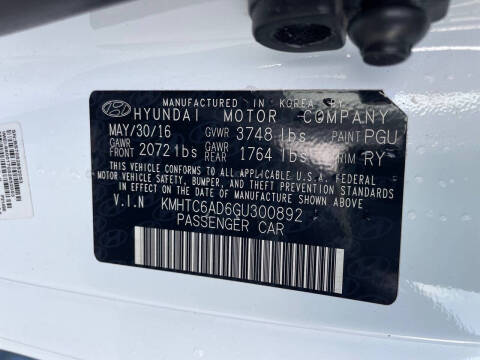 MANUFACTURED IN KOREA BY
HYUNDAI MOTOR COMPANY
MAY/30/16 GVWR 3748 lbs PAINT PGU
GAWR FRONT 2072 lbs GAWR REAR 1764 lbs TRIM RY
THIS VEHICLE CONFORMS TO ALL APPLICABLE U.S.A. FEDERAL
MOTOR VEHICLE SAFETY, BUMPER, AND THEFT PREVENTION STANDARDS
IN EFFECT ON THE DATE OF MANUFACTURE SHOWN ABOVE.
V.I.N KMHTC6AD6GU300892
PASSENGER CAR